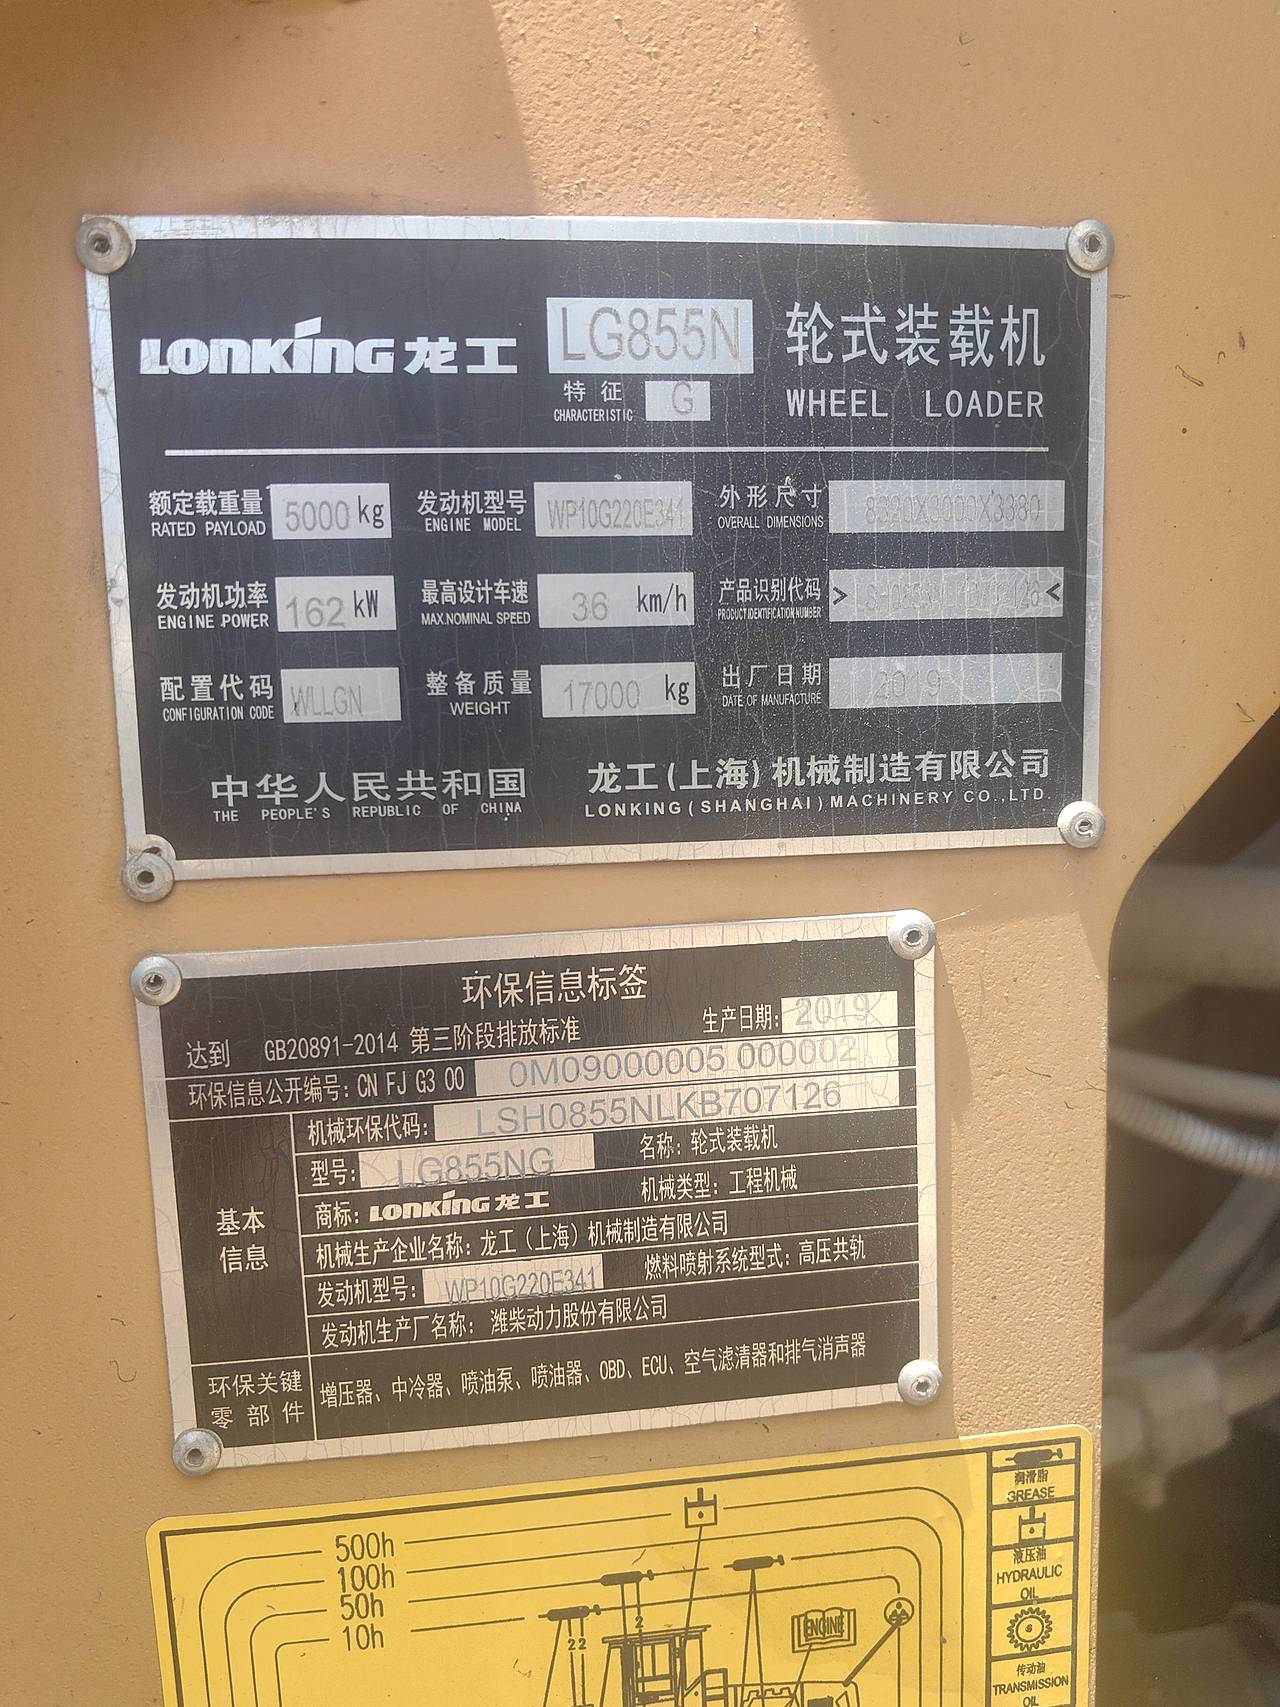 LONKING 龙工 LG855N 轮式装载机
特征 G
CHARACTERISTIC
WHEEL LOADER
额定载重量 5000 kg 发动机型号 WP10G220E341 外形尺寸
RATED PAYLOAD ENGINE MODEL OVERALL DIMENSIONS
发动机功率 162 kW 最高设计车速 36 km/h 产品识别代码 > <
ENGINE POWER MAX.NOMINAL SPEED PRODUCT IDENTIFICATION NUMBER
配置代码 WLLGN 整备质量 17000 kg 出厂日期 2019
CONFIGURATION CODE WEIGHT DATE OF MANUFACTURE
中华人民共和国 龙工(上海)机械制造有限公司
THE PEOPLE'S REPUBLIC OF CHINA LONKING(SHANGHAI)MACHINERY CO.,LTD.
环保信息标签
达到 GB20891-2014 第三阶段排放标准 生产日期: 2019
环保信息公开编号: CN FJ G3 00 0M09000005 000002
机械环保代码: LSH0855NLKB707126
型号: LG855NG 名称: 轮式装载机
基本信息
商标: LONKING 龙工 机械类型: 工程机械
机械生产企业名称: 龙工（上海）机械制造有限公司
发动机型号: WP10G220E341 燃料喷射系统型式: 高压共轨
发动机生产厂名称: 潍柴动力股份有限公司
环保关键
零部件
增压器、中冷器、喷油泵、喷油器、OBD、ECU、空气滤清器和排气消声器
500h
100h
50h
10h
2 2
2
ENGINE
润滑脂
GREASE
液压油
HYDRAULIC
OIL
传动油
TRANSMISSION
OIL